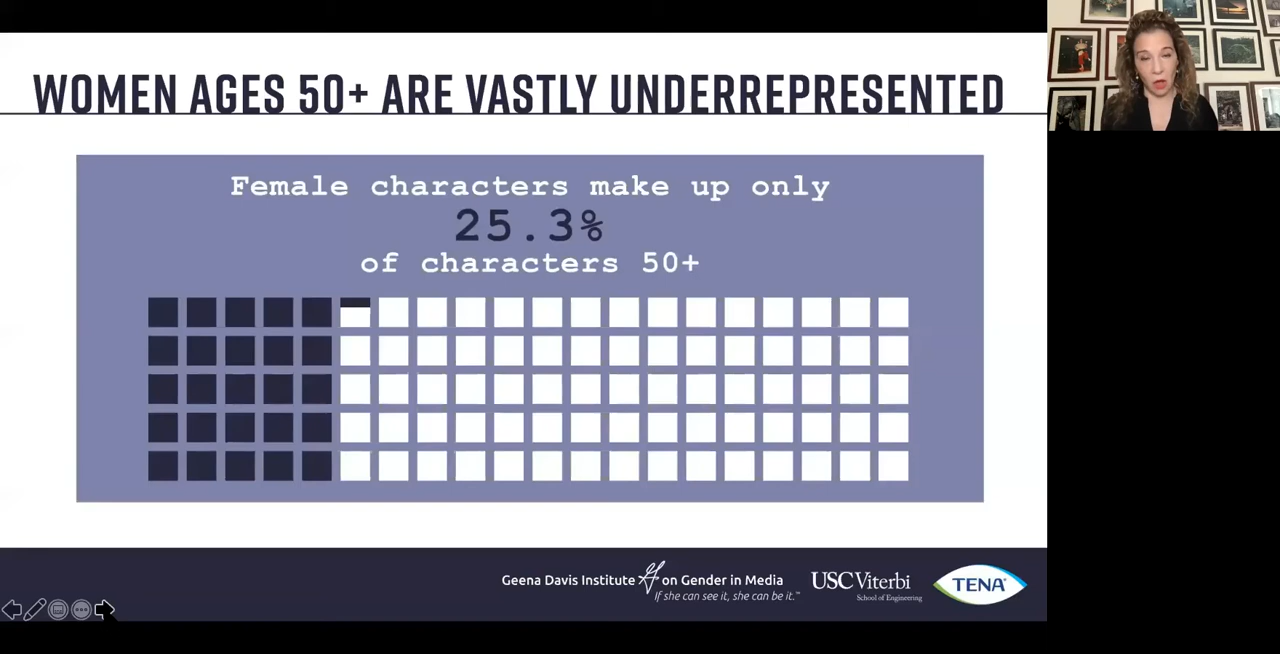 WOMEN AGES 50+ ARE VASTLY UNDERREPRESENTED
Female characters make up only
25.3%
of characters 50+
Geena Davis Institute on Gender in Media
If she can see it, she can be it.™
USC Viterbi
School of Engineering
TENA®